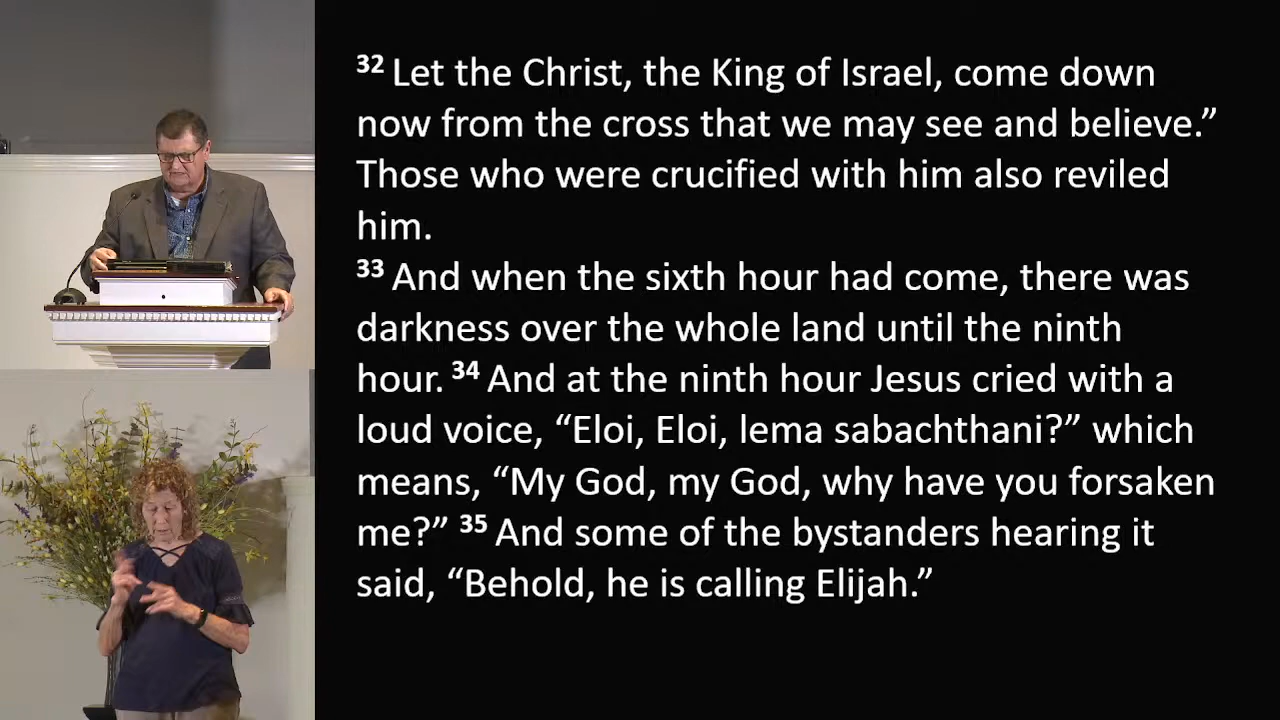 32 Let the Christ, the King of Israel, come down
now from the cross that we may see and believe.”
Those who were crucified with him also reviled
him.
33 And when the sixth hour had come, there was
darkness over the whole land until the ninth
hour. 34 And at the ninth hour Jesus cried with a
loud voice, “Eloi, Eloi, lema sabachthani?” which
means, “My God, my God, why have you forsaken
me?” 35 And some of the bystanders hearing it
said, “Behold, he is calling Elijah.”